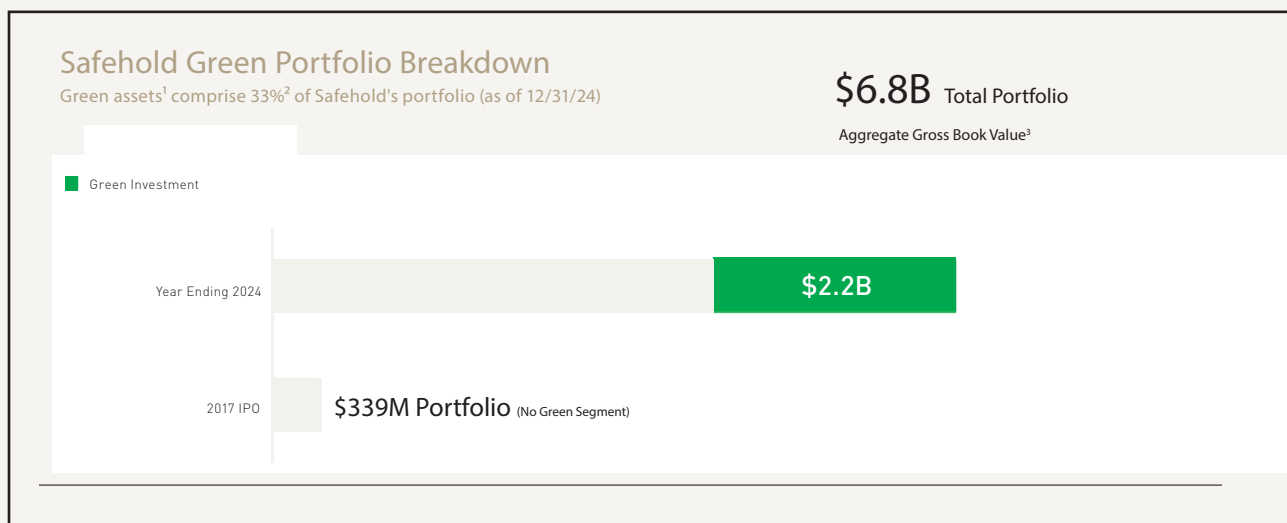 Safehold Green Portfolio Breakdown
Green assets¹ comprise 33%² of Safehold's portfolio (as of 12/31/24)
$6.8B Total Portfolio
Aggregate Gross Book Value³
Green Investment
Year Ending 2024
$2.2B
2017 IPO
$339M Portfolio (No Green Segment)